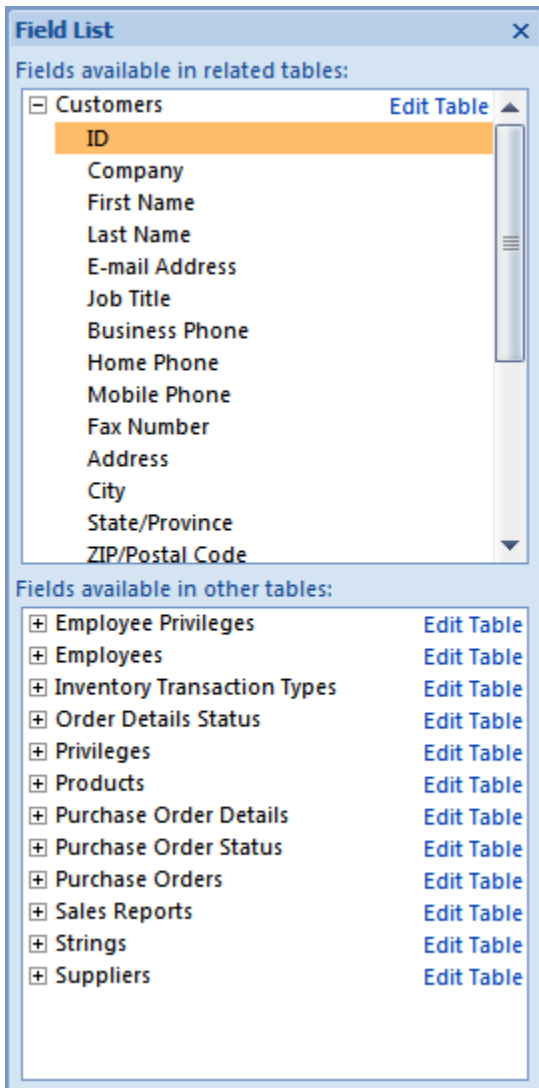 Field List
Fields available in related tables:
Customers Edit Table
ID
Company
First Name
Last Name
E-mail Address
Job Title
Business Phone
Home Phone
Mobile Phone
Fax Number
Address
City
State/Province
ZIP/Postal Code
Fields available in other tables:
Employee Privileges Edit Table
Employees Edit Table
Inventory Transaction Types Edit Table
Order Details Status Edit Table
Privileges Edit Table
Products Edit Table
Purchase Order Details Edit Table
Purchase Order Status Edit Table
Purchase Orders Edit Table
Sales Reports Edit Table
Strings Edit Table
Suppliers Edit Table